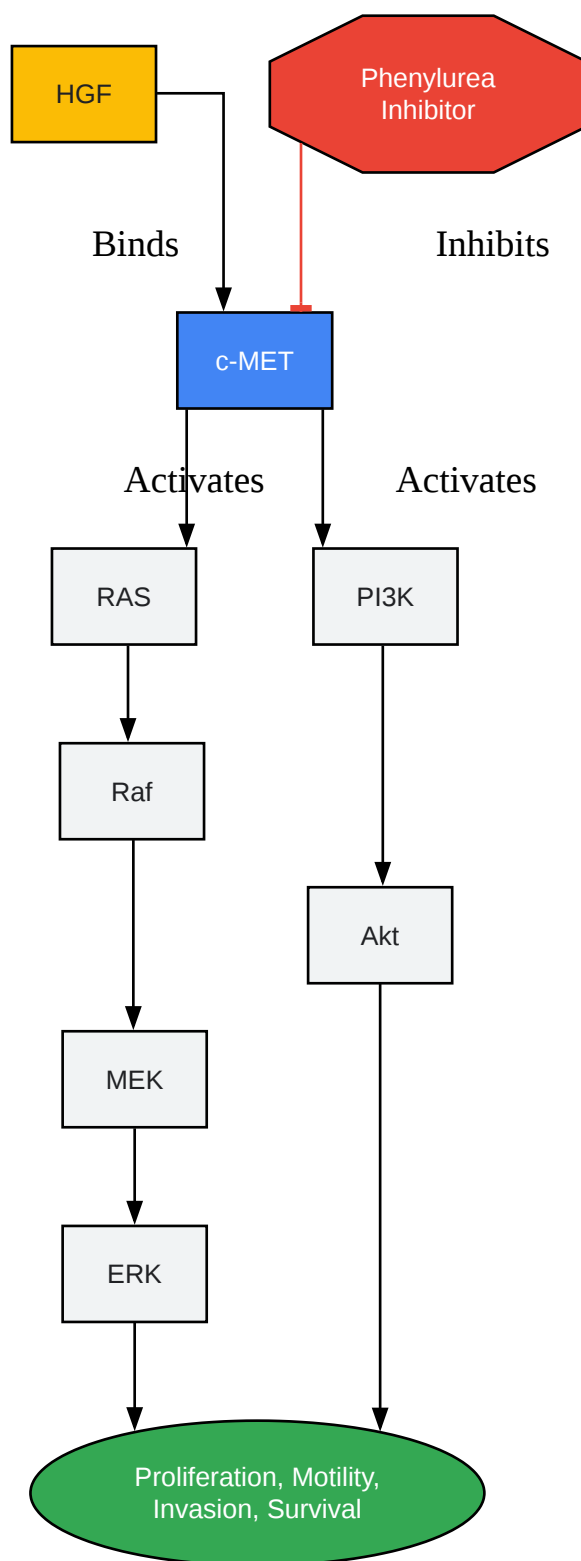 HGF
Phenylurea
Inhibitor
Binds
Inhibits
c-MET
Activates
Activates
RAS
PI3K
Raf
Akt
MEK
ERK
Proliferation, Motility,
Invasion, Survival